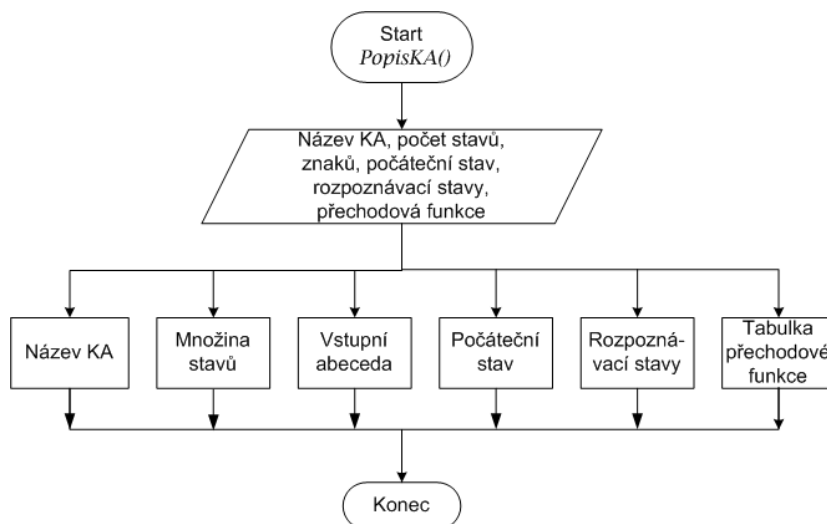 Start
PopisKA()
Název KA, počet stavů,
znaků, počáteční stav,
rozpoznávací stavy,
přechodová funkce
Název KA
Množina
stavů
Vstupní
abeceda
Počáteční
stav
Rozpozná-
vací stavy
Tabulka
přechodové
funkce
Konec